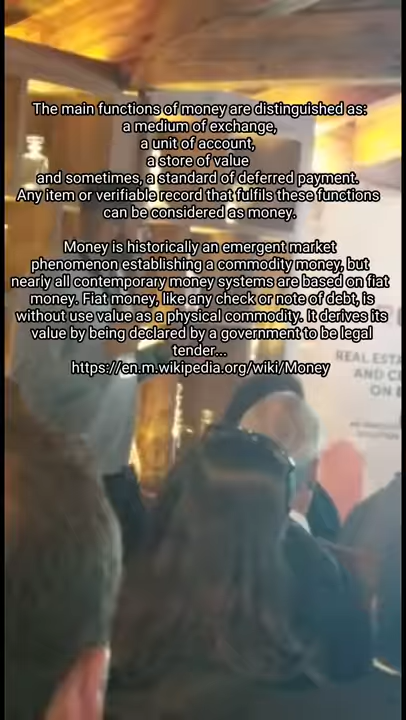 The main functions of money are distinguished as:
a medium of exchange,
a unit of account,
a store of value
and sometimes, a standard of deferred payment.
Any item or verifiable record that fulfils these functions
can be considered as money.
Money is historically an emergent market
phenomenon establishing a commodity money, but
nearly all contemporary money systems are based on fiat
money. Fiat money, like any check or note of debt, is
without use value as a physical commodity. It derives its
value by being declared by a government to be legal
tender...
https://en.m.wikipedia.org/wiki/Money
REAL ESTA
AND C
ON